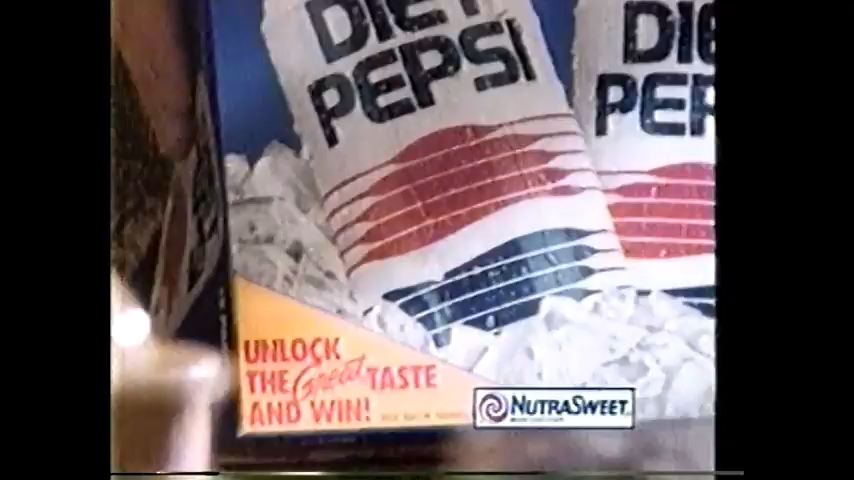 DIET
PEPSI
DIE
PEP
UNLOCK
THE Great TASTE
AND WIN!
NUTRASWEET